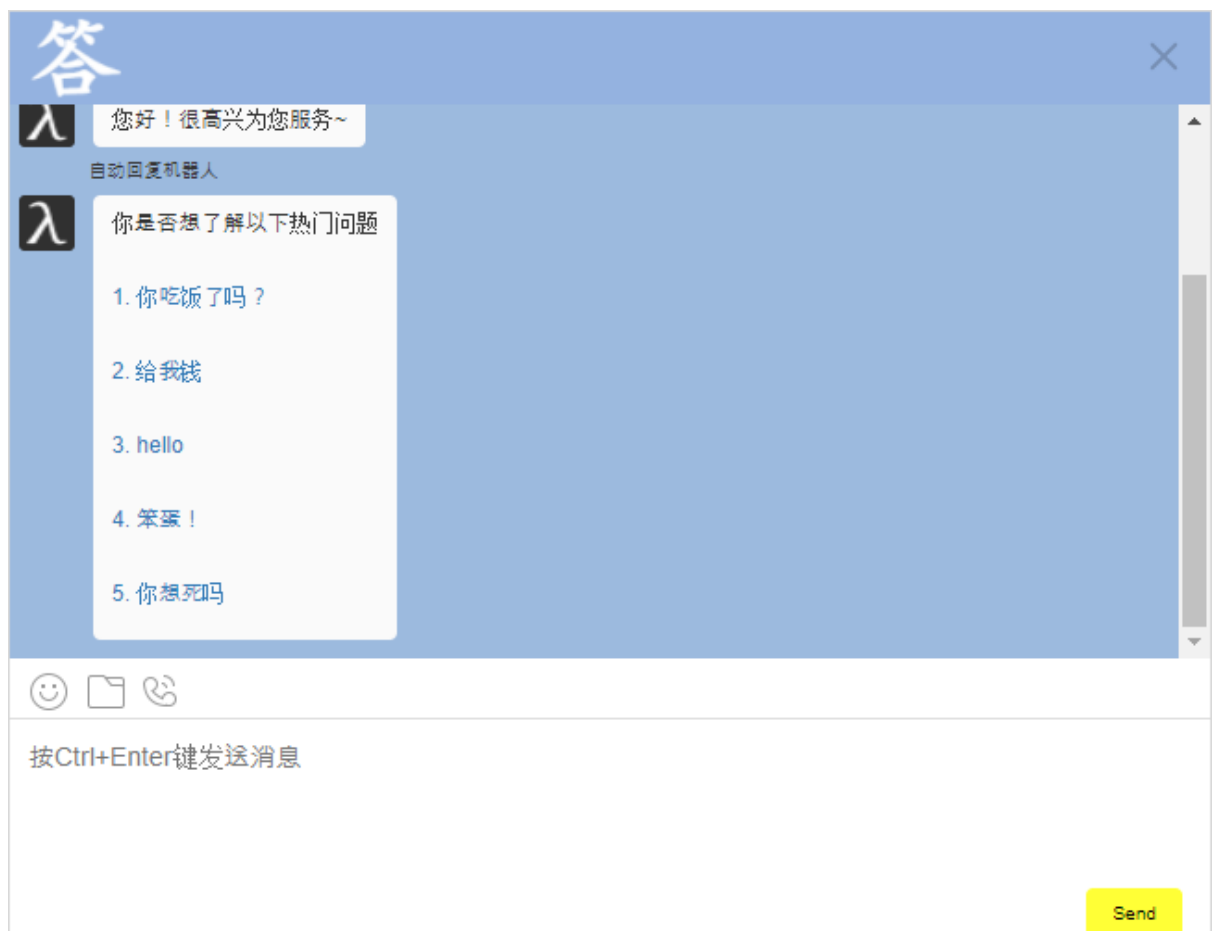 答
λ
您好！很高兴为您服务~
自动回复机器人
λ
你是否想了解以下热门问题
1. 你吃饭了吗？
2. 给我钱
3. hello
4. 笨蛋！
5. 你想死吗
按Ctrl+Enter键发送消息
Send